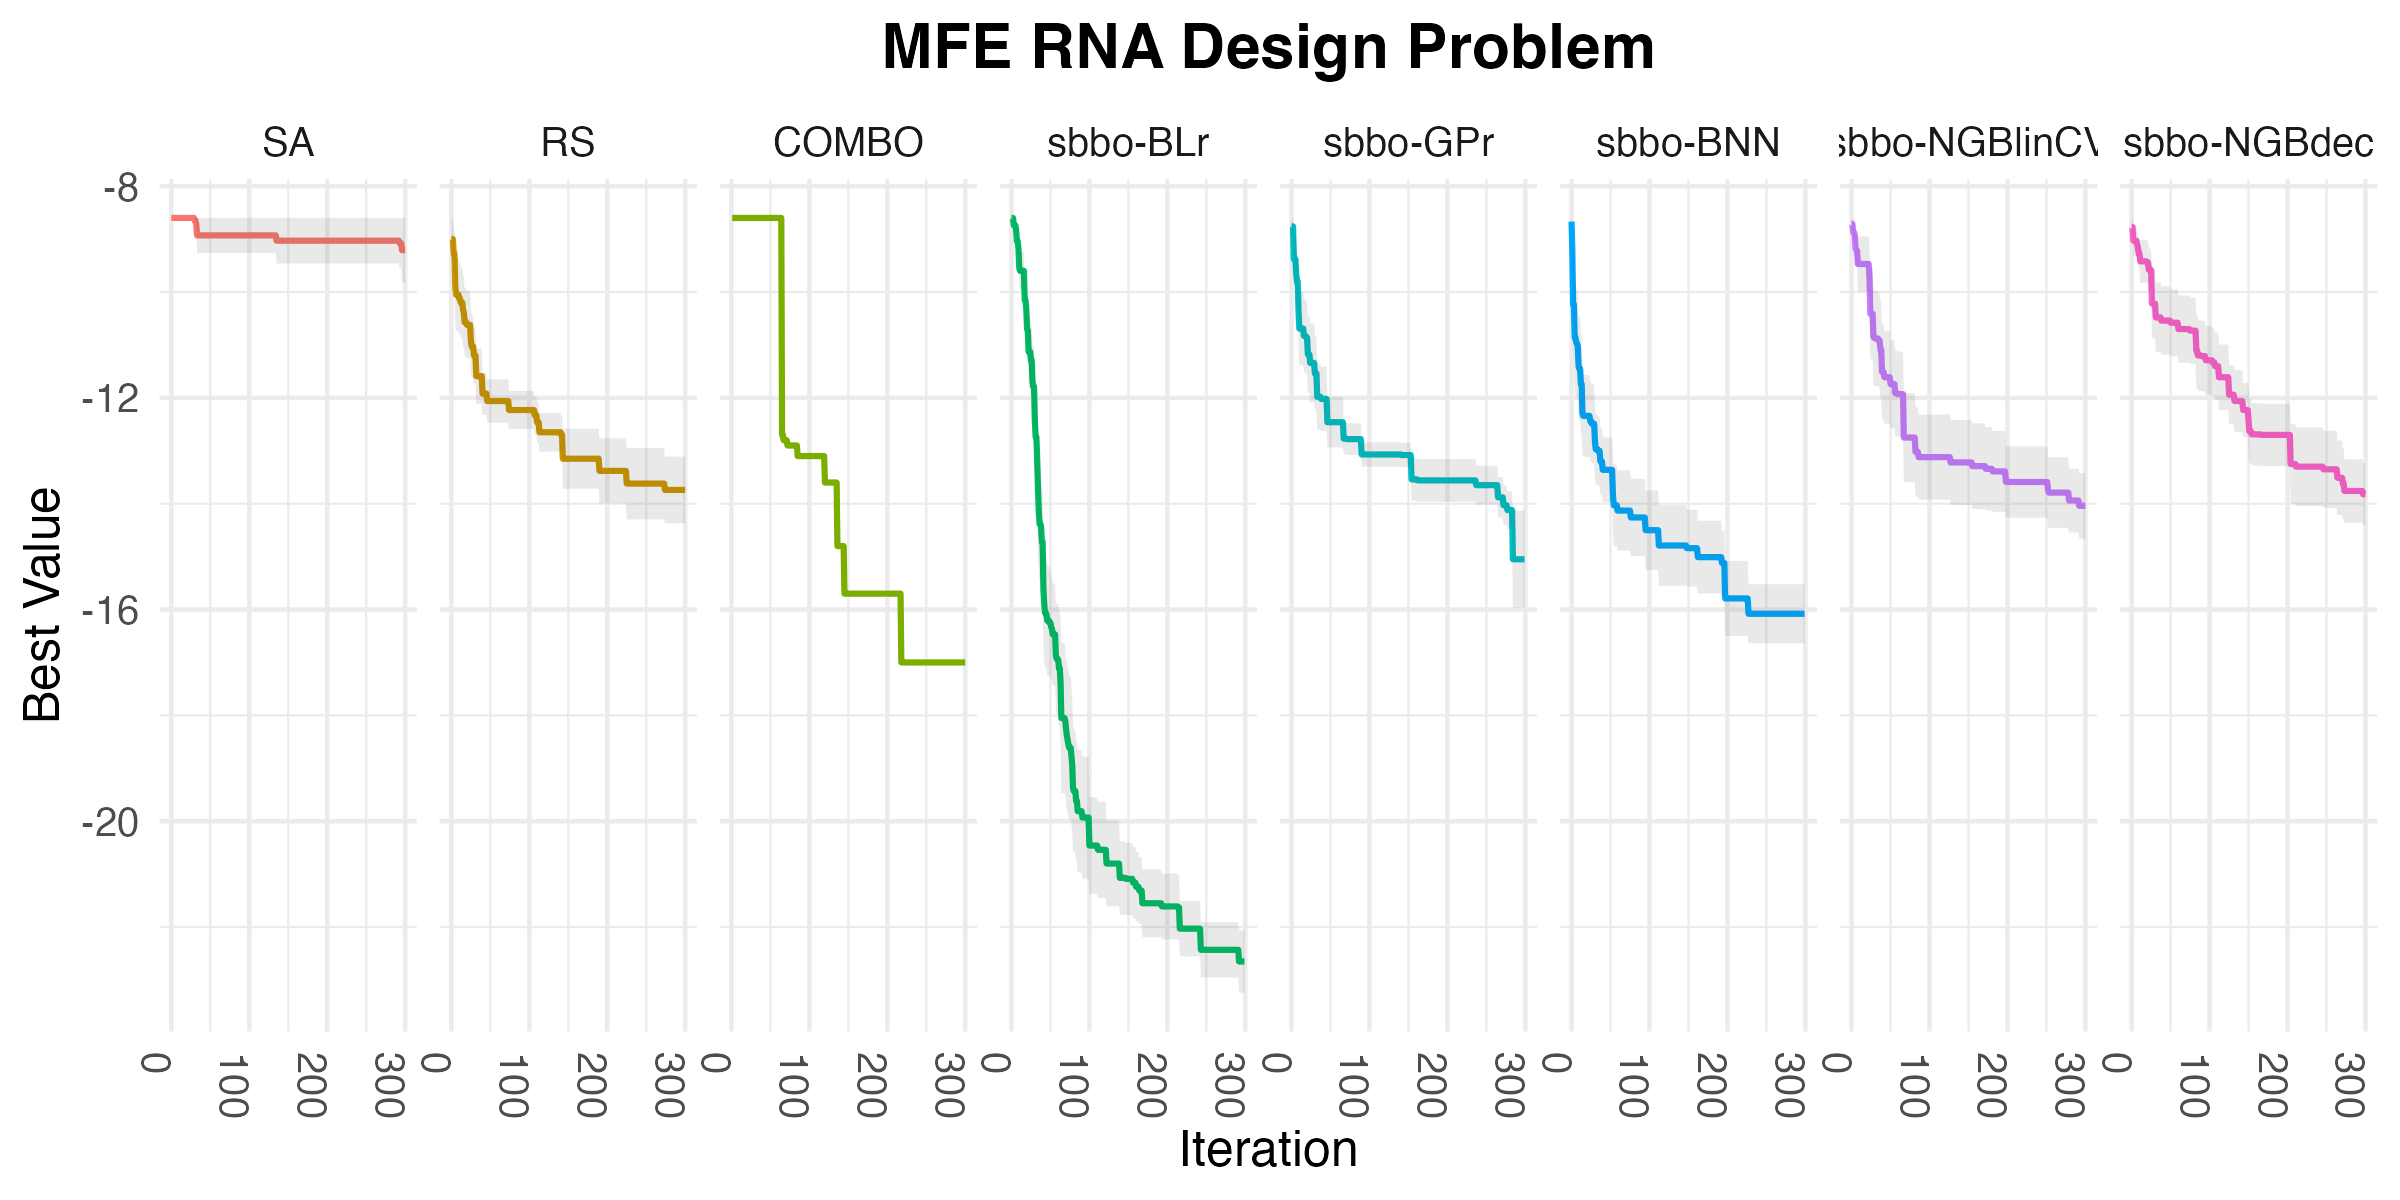 MFE RNA Design Problem
SA RS COMBO sbbo-BLr sbbo-GPr sbbo-BNN sbbo-NGBlinCV sbbo-NGBdec
-8
-12
-16
-20
Best Value
0 100 200 300 0 100 200 300 0 100 200 300 0 100 200 300 0 100 200 300 0 100 200 300 0 100 200 300 0 100 200 300
Iteration